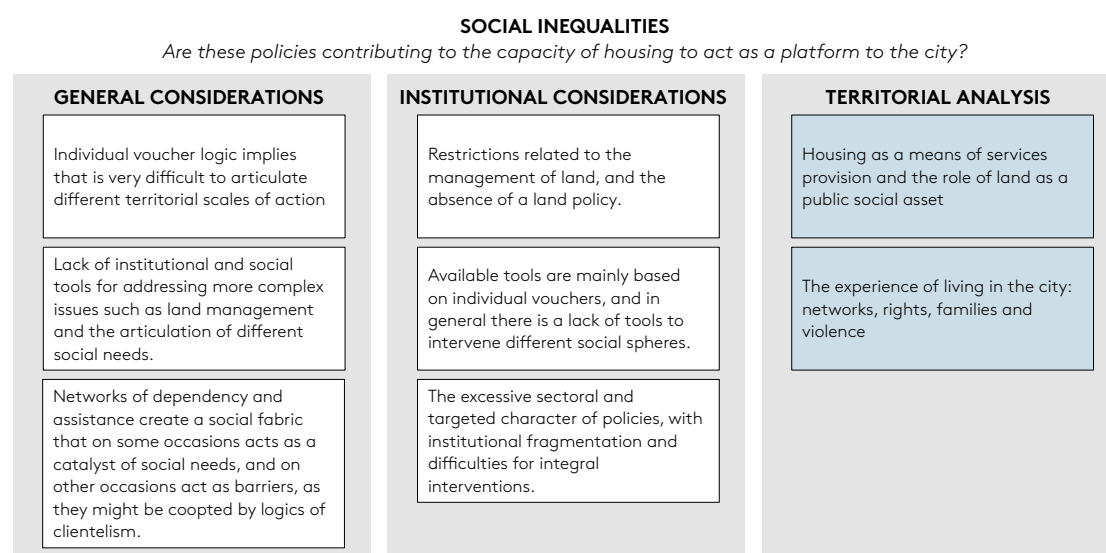 SOCIAL INEQUALITIES
Are these policies contributing to the capacity of housing to act as a platform to the city?
GENERAL CONSIDERATIONS
Individual voucher logic implies
that is very difficult to articulate
different territorial scales of action
Lack of institutional and social
tools for addressing more complex
issues such as land management
and the articulation of different
social needs.
Networks of dependency and
assistance create a social fabric
that on some occasions acts as a
catalyst of social needs, and on
other occasions act as barriers, as
they might be coopted by logics of
clientelism.
INSTITUTIONAL CONSIDERATIONS
Restrictions related to the
management of land, and the
absence of a land policy.
Available tools are mainly based
on individual vouchers, and in
general there is a lack of tools to
intervene different social spheres.
The excessive sectoral and
targeted character of policies, with
institutional fragmentation and
difficulties for integral
interventions.
TERRITORIAL ANALYSIS
Housing as a means of services
provision and the role of land as a
public social asset
The experience of living in the city:
networks, rights, families and
violence